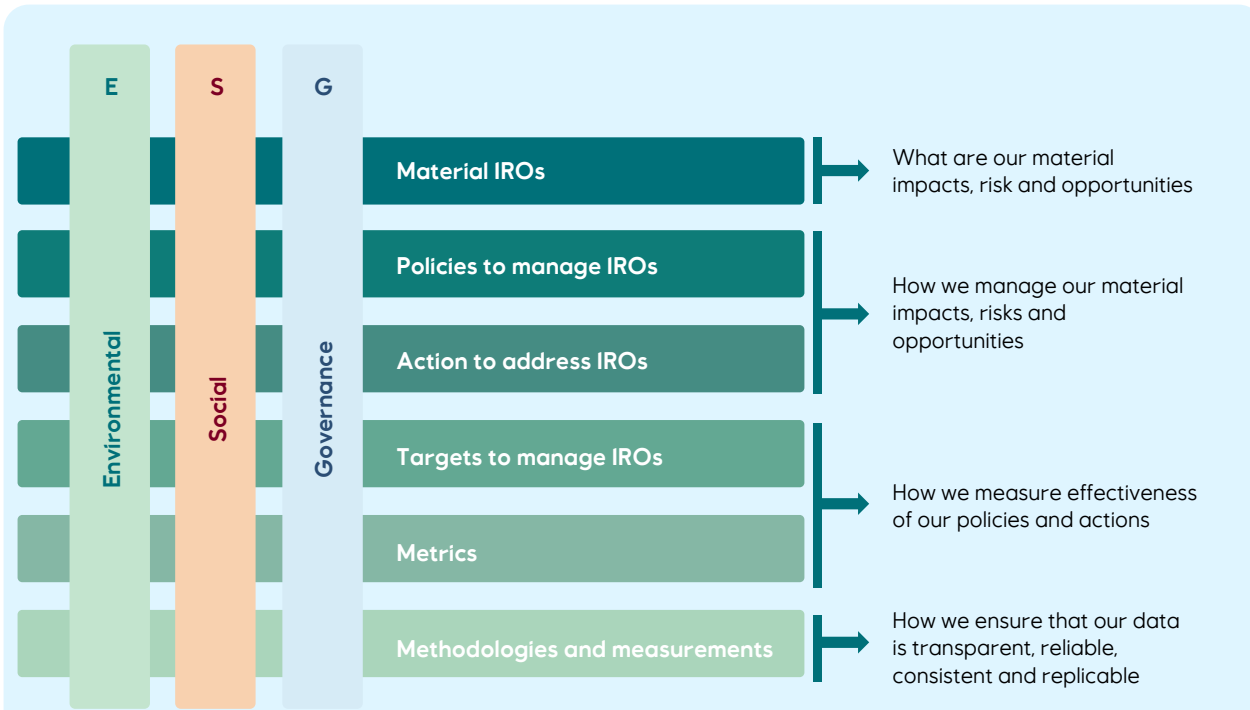 E
S
G
Environmental
Social
Governance
Material IROs
What are our material
impacts, risk and opportunities
Policies to manage IROs
Action to address IROs
How we manage our material
impacts, risks and
opportunities
Targets to manage IROs
Metrics
How we measure effectiveness
of our policies and actions
Methodologies and measurements
How we ensure that our data
is transparent, reliable,
consistent and replicable